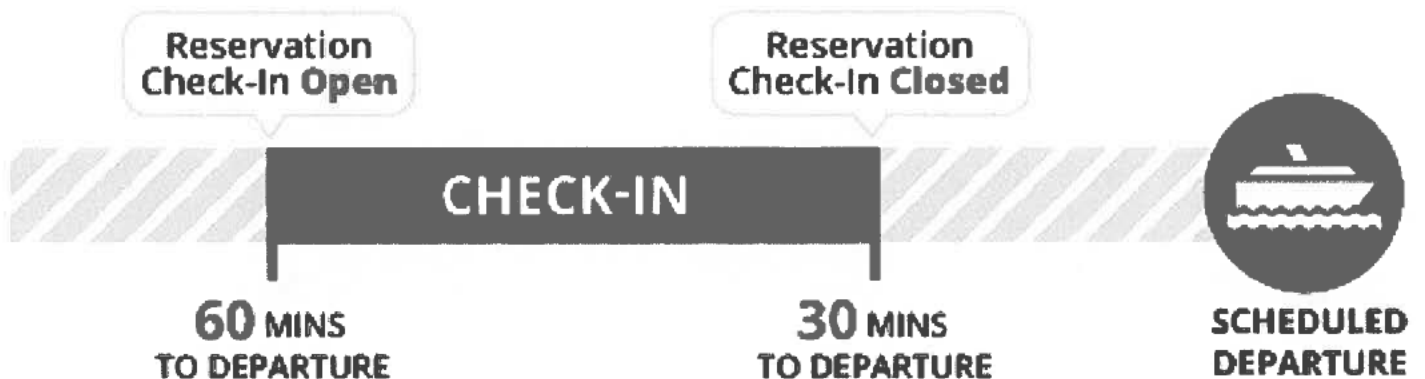 Reservation
Check-In Open
Reservation
Check-In Closed
CHECK-IN
60 MINS
TO DEPARTURE
30 MINS
TO DEPARTURE
SCHEDULED
DEPARTURE